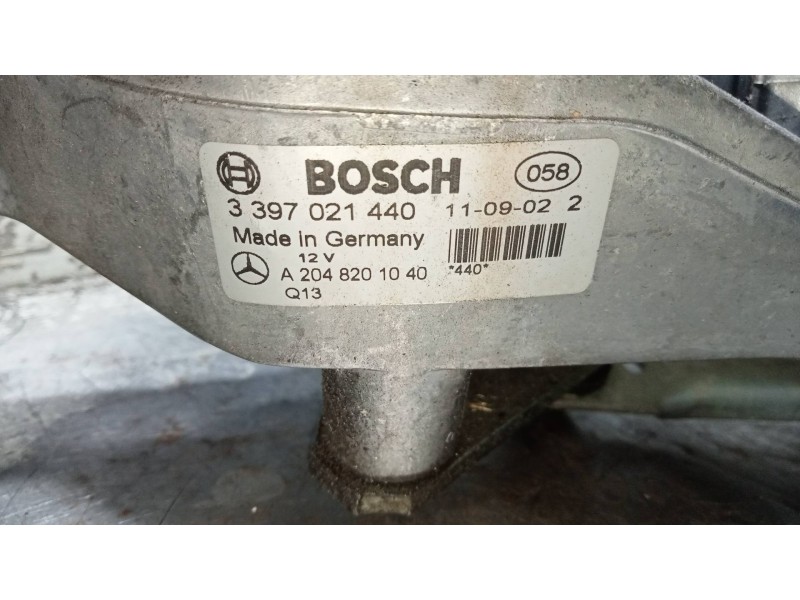 BOSCH 058
3 397 021 440 11-09-02 2
Made in Germany
12 V
A 204 820 10 40 *440*
Q13